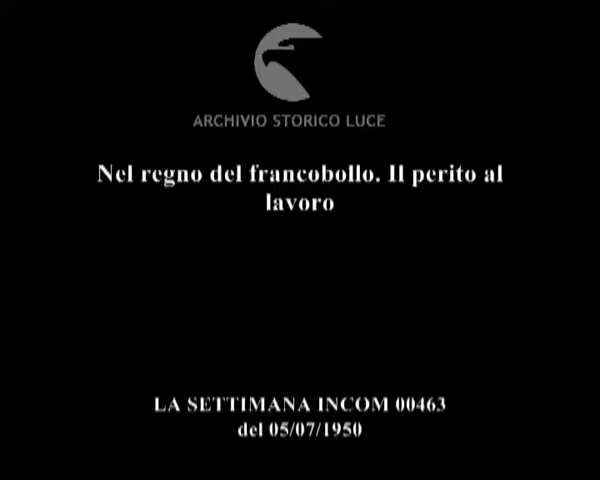 ARCHIVIO STORICO LUCE
Nel regno del francobollo. Il perito al
lavoro
LA SETTIMANA INCOM 00463
del 05/07/1950